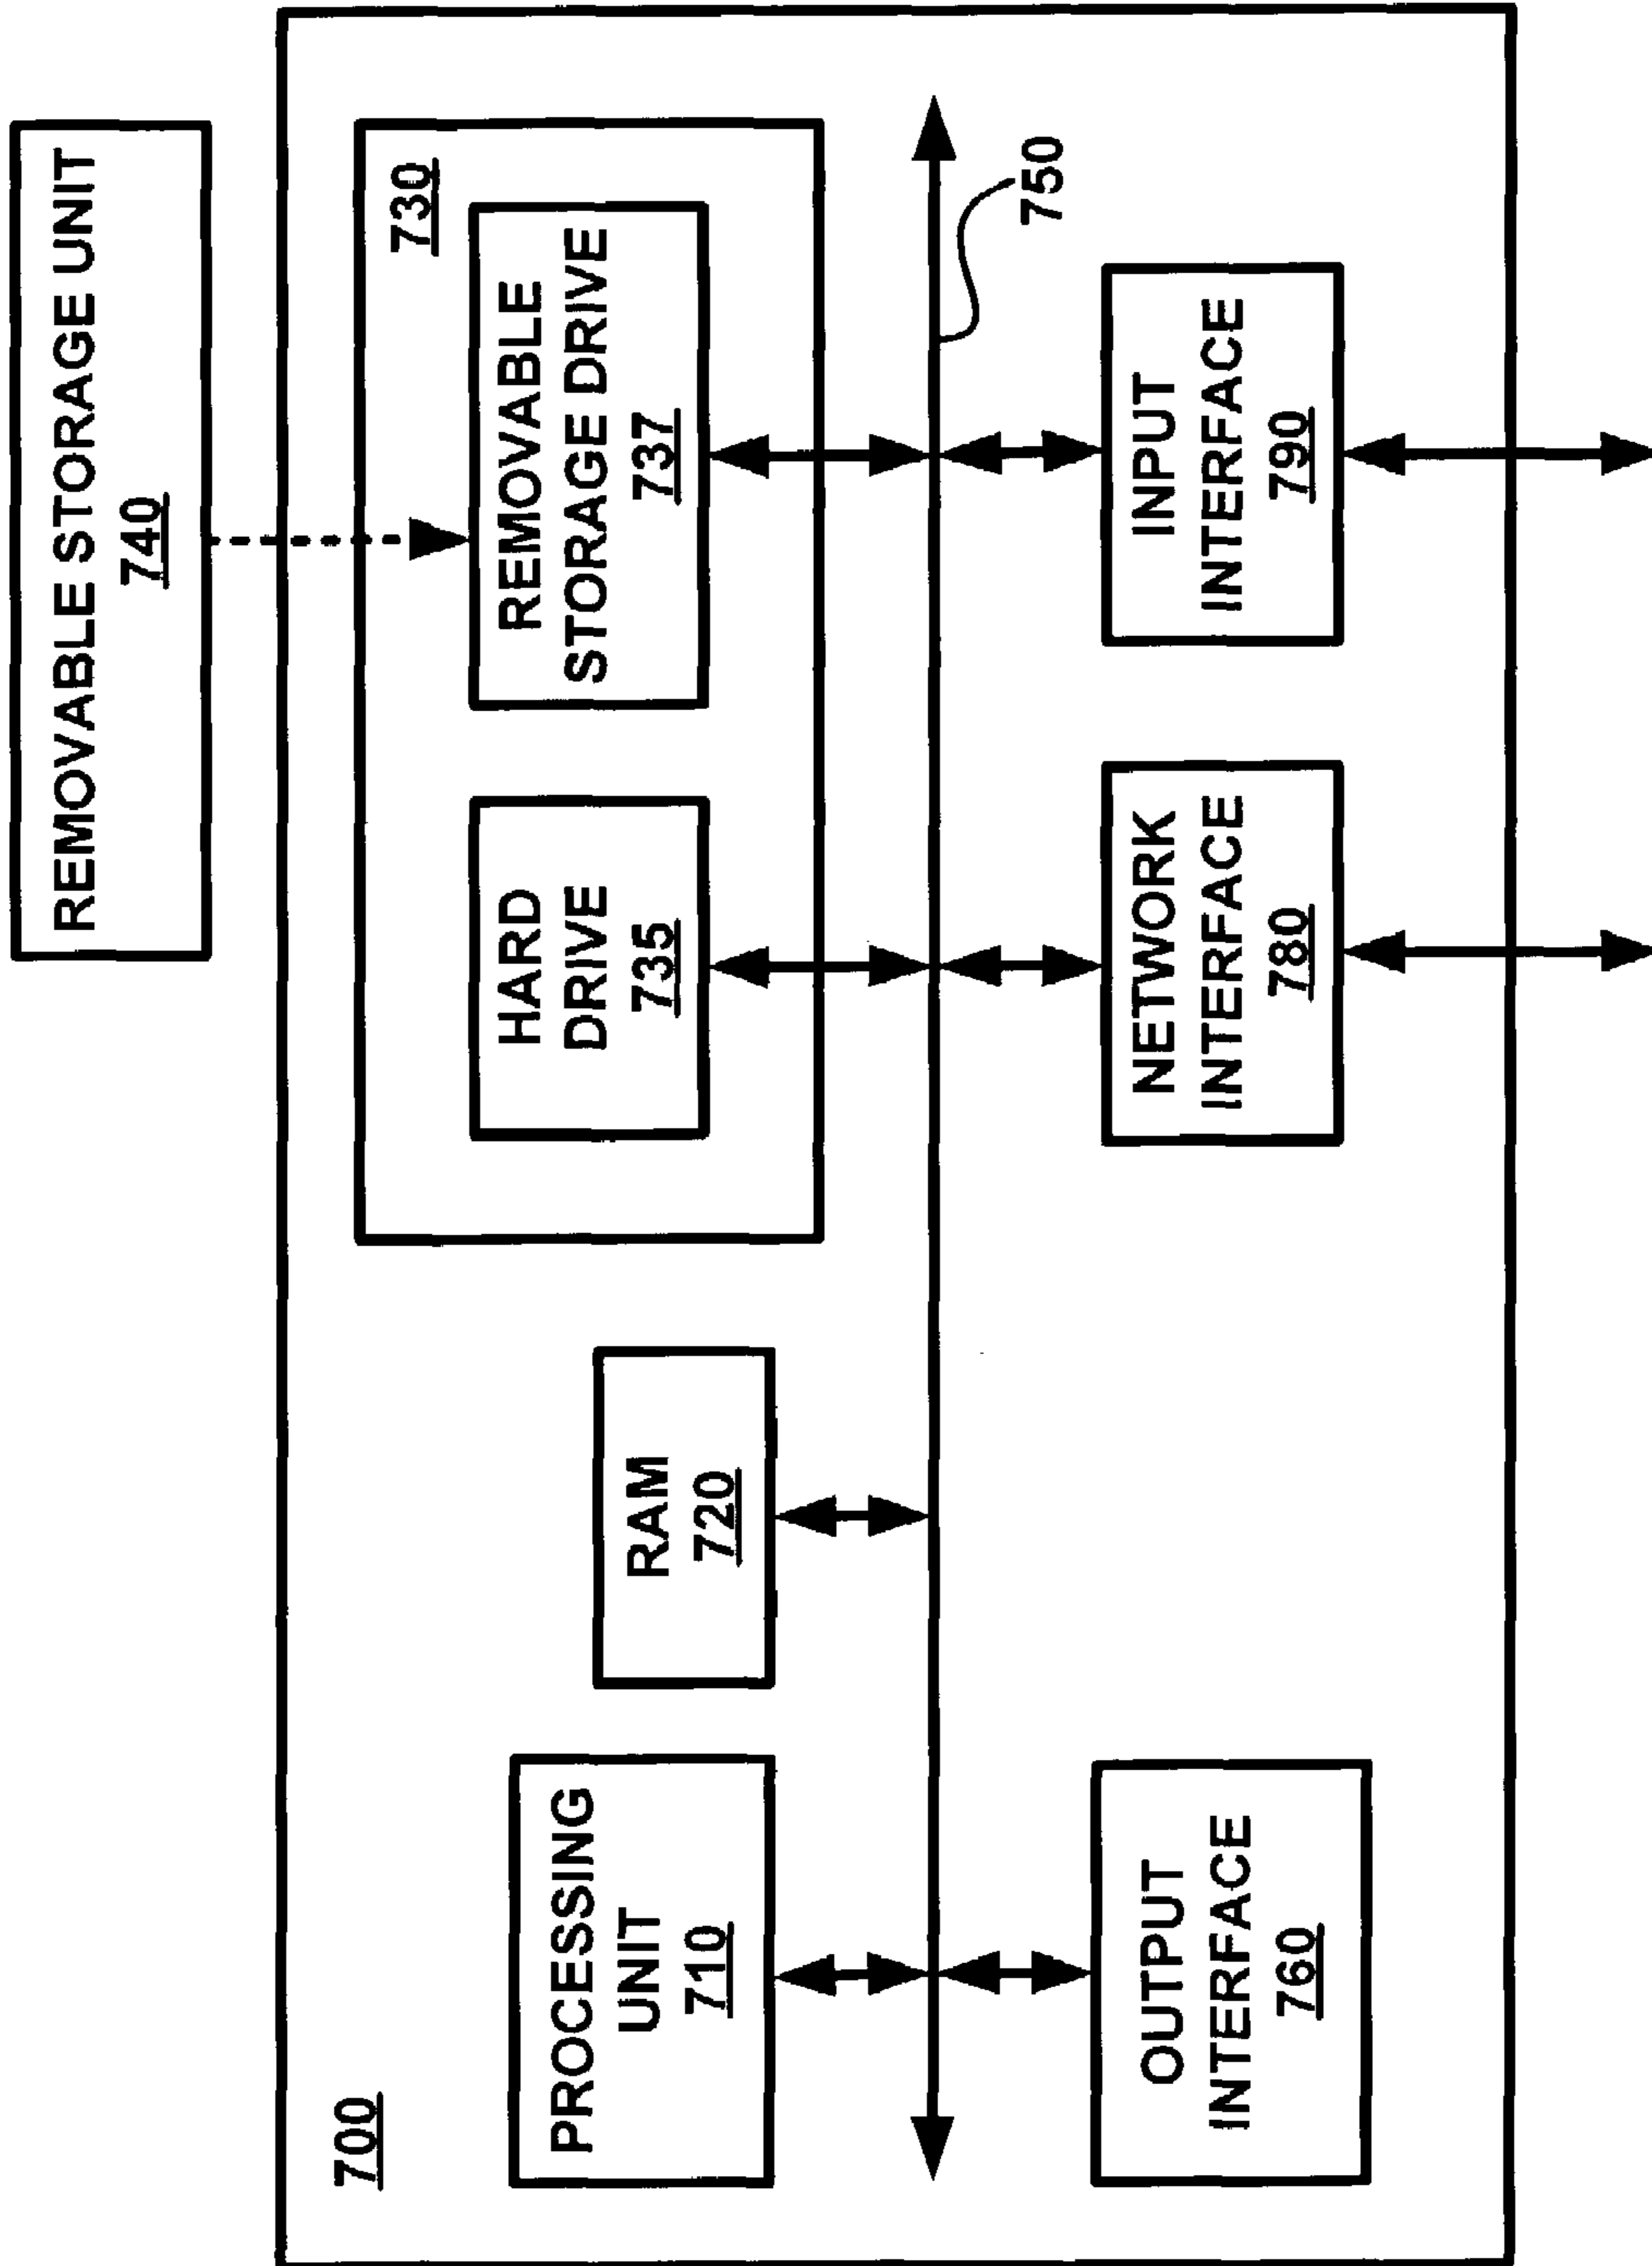 REMOVABLE STORAGE UNIT
740
700
730
PROCESSING
UNIT
710
RAM
720
HARD
DRIVE
735
REMOVABLE
STORAGE DRIVE
737
750
OUTPUT
INTERFACE
760
NETWORK
INTERFACE
780
INPUT
INTERFACE
790